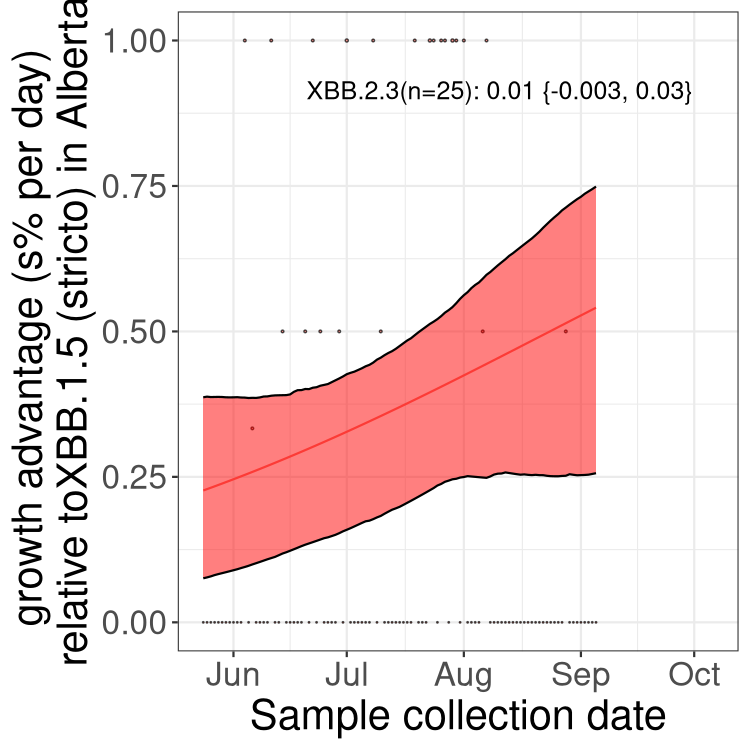 growth advantage (s% per day)
relative toXBB.1.5 (stricto) in Alberta
1.00
XBB.2.3(n=25): 0.01 {-0.003, 0.03}
0.75
0.50
0.25
0.00
Jun Jul Aug Sep Oct
Sample collection date